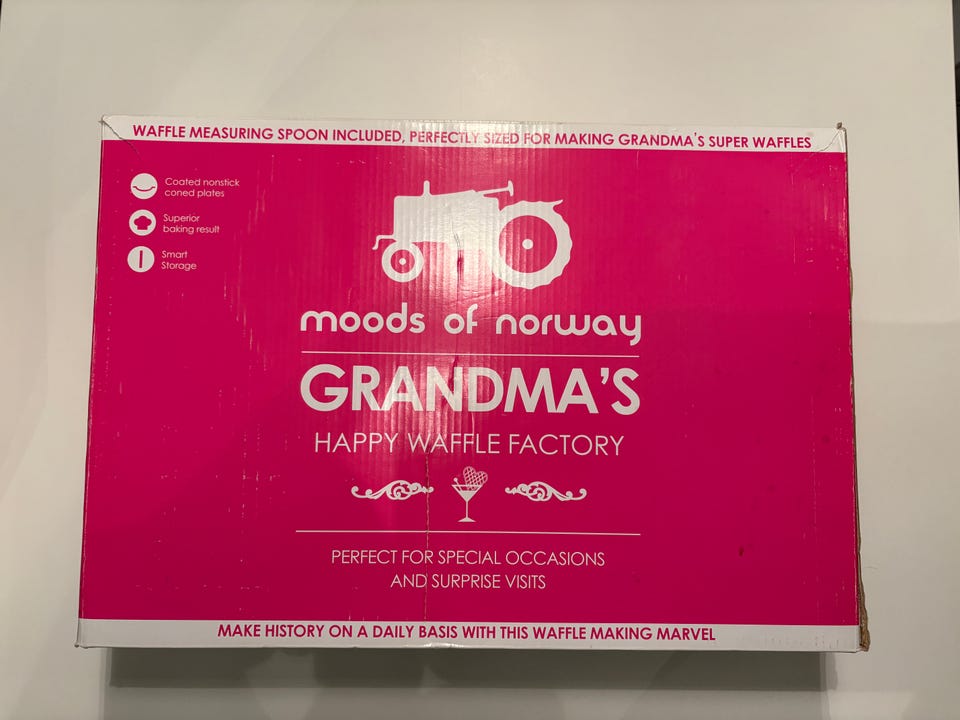 WAFFLE MEASURING SPOON INCLUDED, PERFECTLY SIZED FOR MAKING GRANDMA'S SUPER WAFFLES
Coated nonstick
coned plates
Superior
baking result
Smart
Storage
moods of norway
GRANDMA'S
HAPPY WAFFLE FACTORY
PERFECT FOR SPECIAL OCCASIONS
AND SURPRISE VISITS
MAKE HISTORY ON A DAILY BASIS WITH THIS WAFFLE MAKING MARVEL